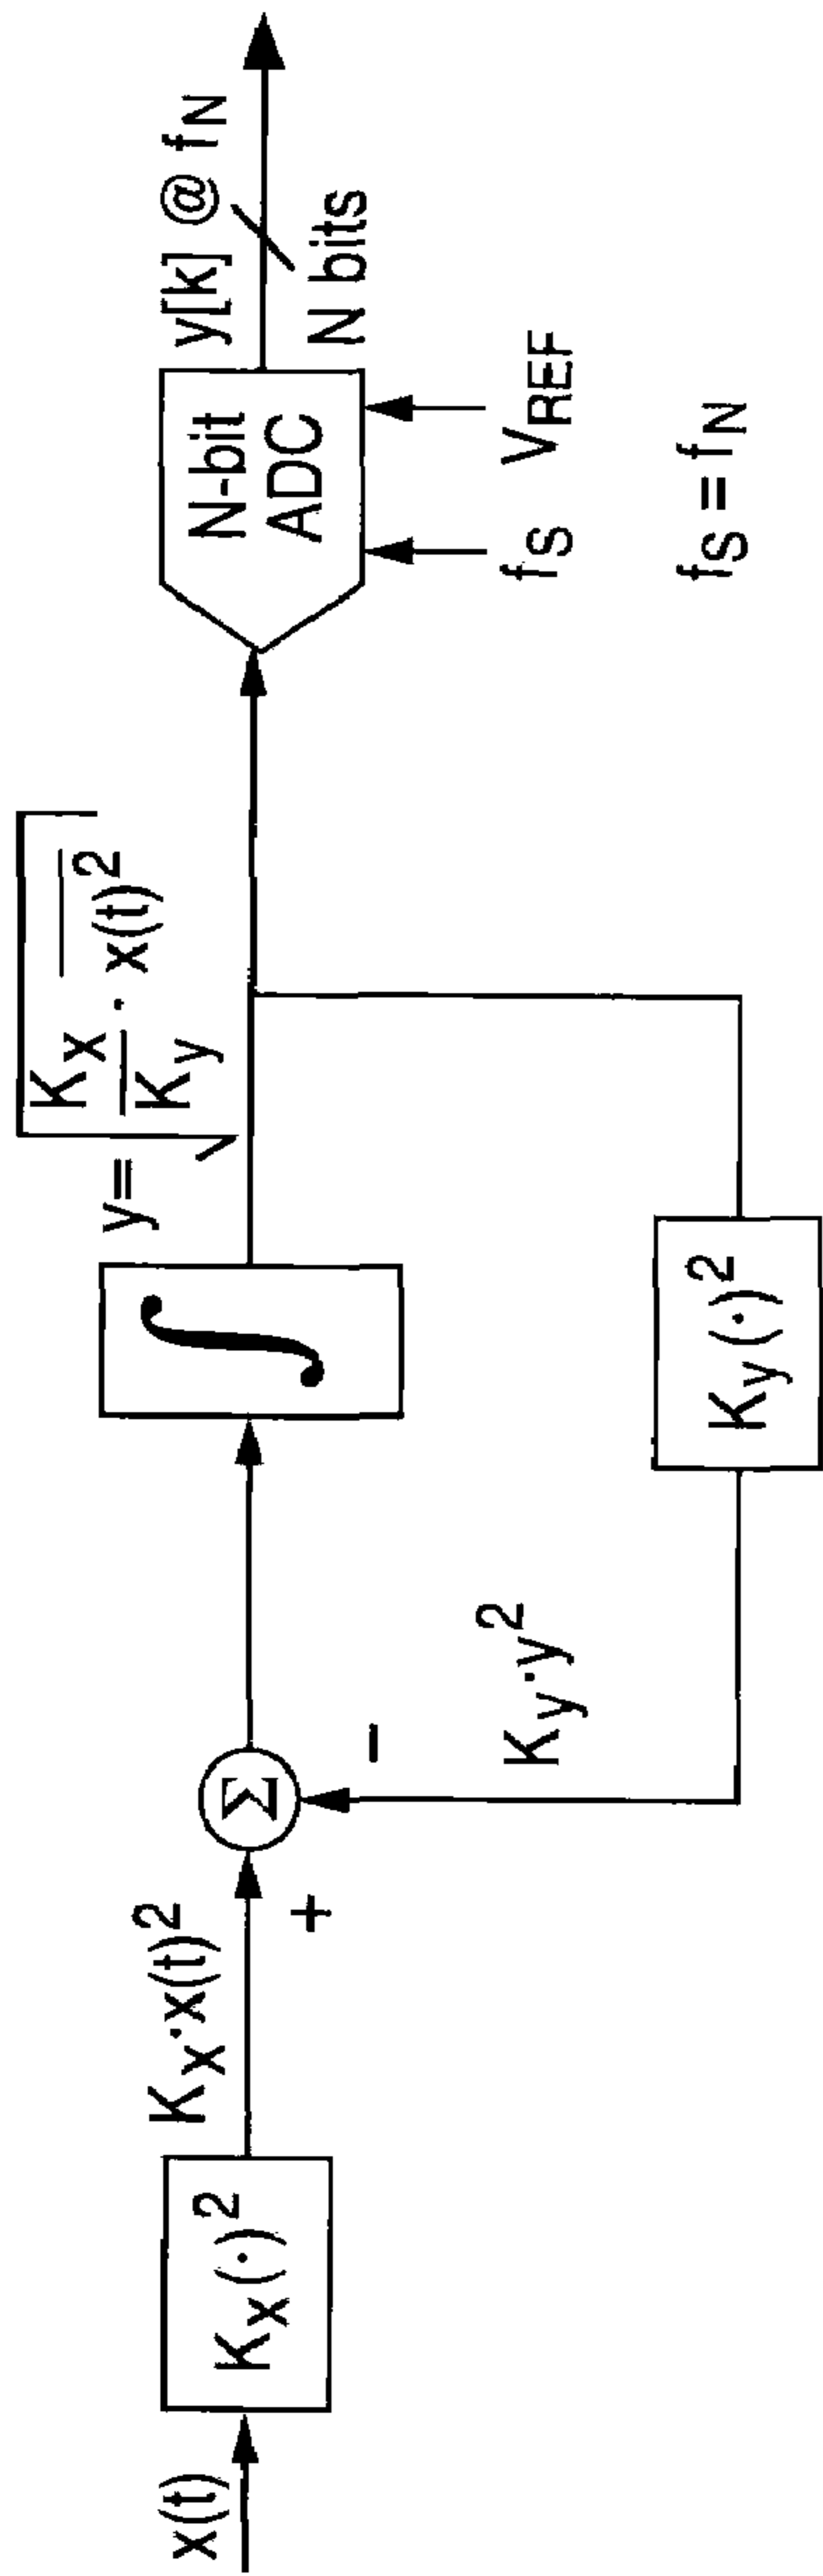 x(t)
Kx(·)²
Kx·x(t)²
+
Σ
−
Ky·y²
∫
Ky(·)²
y=√(Kx/Ky · x(t)²‾)
N-bit
ADC
fS
VREF
fS = fN
y[k] @ fN
N bits